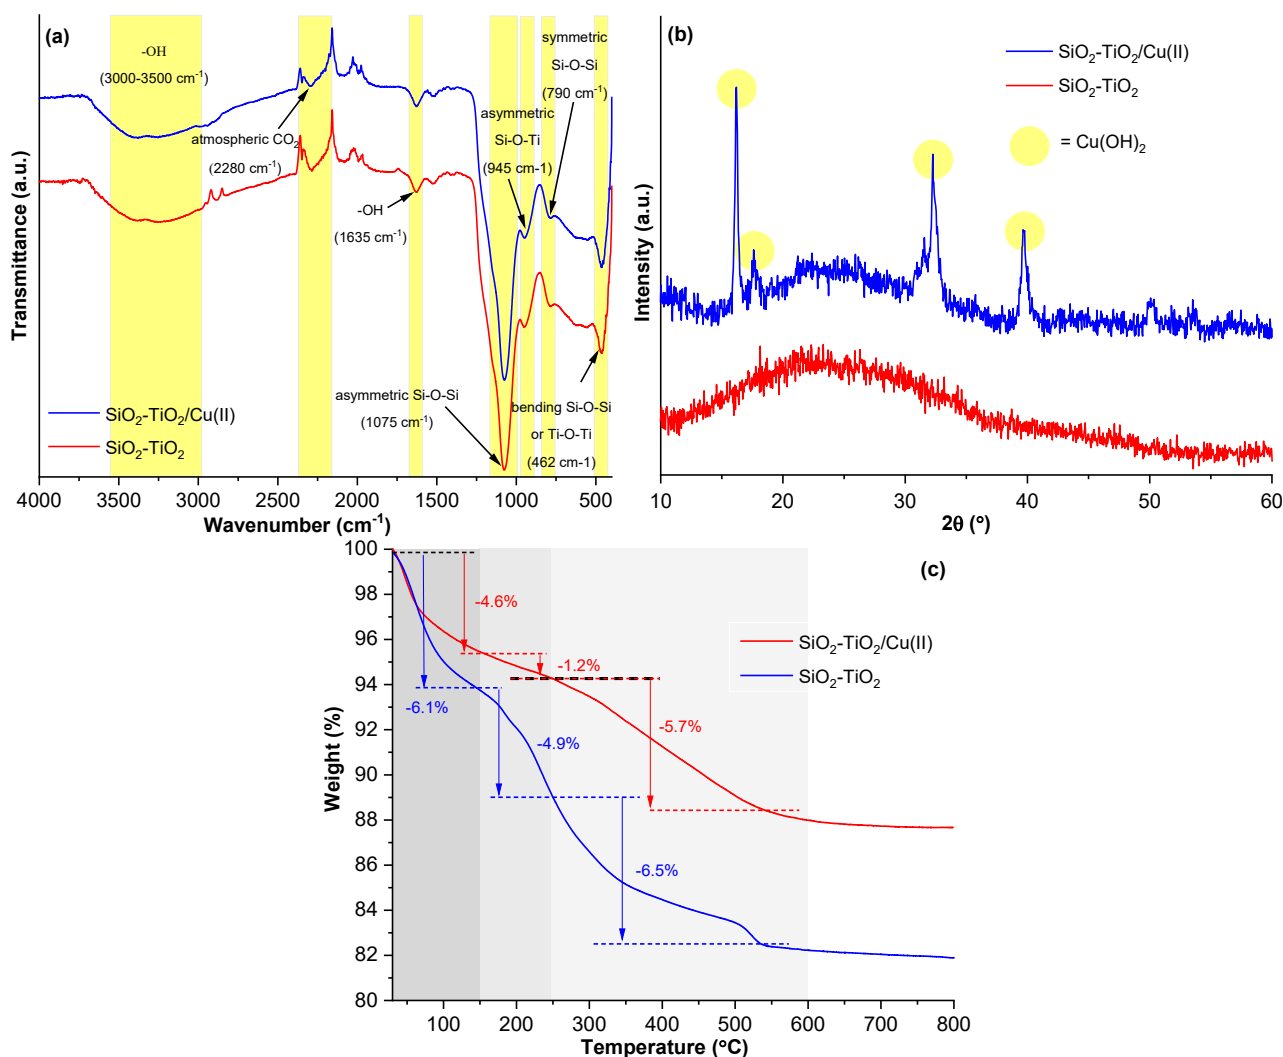 (a)
-OH
(3000-3500 cm⁻¹)
atmospheric CO₂
(2280 cm⁻¹)
-OH
(1635 cm⁻¹)
asymmetric
Si-O-Ti
(945 cm-1)
symmetric
Si-O-Si
(790 cm⁻¹)
asymmetric Si-O-Si
(1075 cm⁻¹)
bending Si-O-Si
or Ti-O-Ti
(462 cm-1)
SiO₂-TiO₂/Cu(II)
SiO₂-TiO₂
Transmittance (a.u.)
4000 3500 3000 2500 2000 1500 1000 500
Wavenumber (cm⁻¹)
(b)
SiO₂-TiO₂/Cu(II)
SiO₂-TiO₂
= Cu(OH)₂
Intensity (a.u.)
10 20 30 40 50 60
2θ (°)
(c)
100
98
96
94
92
90
88
86
84
82
80
Weight (%)
-4.6%
-1.2%
-5.7%
-6.1%
-4.9%
-6.5%
SiO₂-TiO₂/Cu(II)
SiO₂-TiO₂
100 200 300 400 500 600 700 800
Temperature (°C)